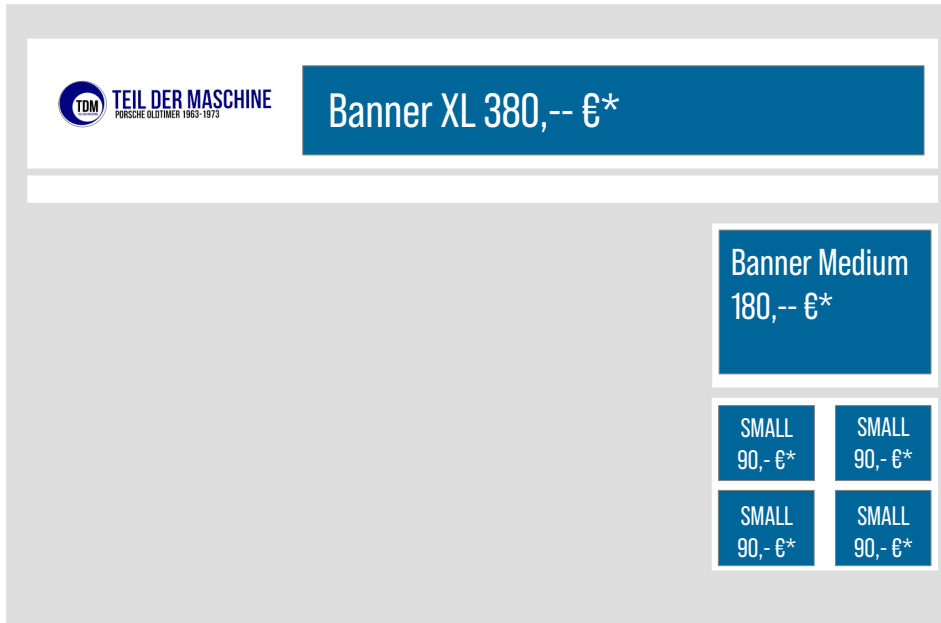 TDM
TEIL DER MASCHINE
PORSCHE OLDTIMER 1963-1973
Banner XL 380,-- €*
Banner Medium
180,-- €*
SMALL
90,- €*
SMALL
90,- €*
SMALL
90,- €*
SMALL
90,- €*